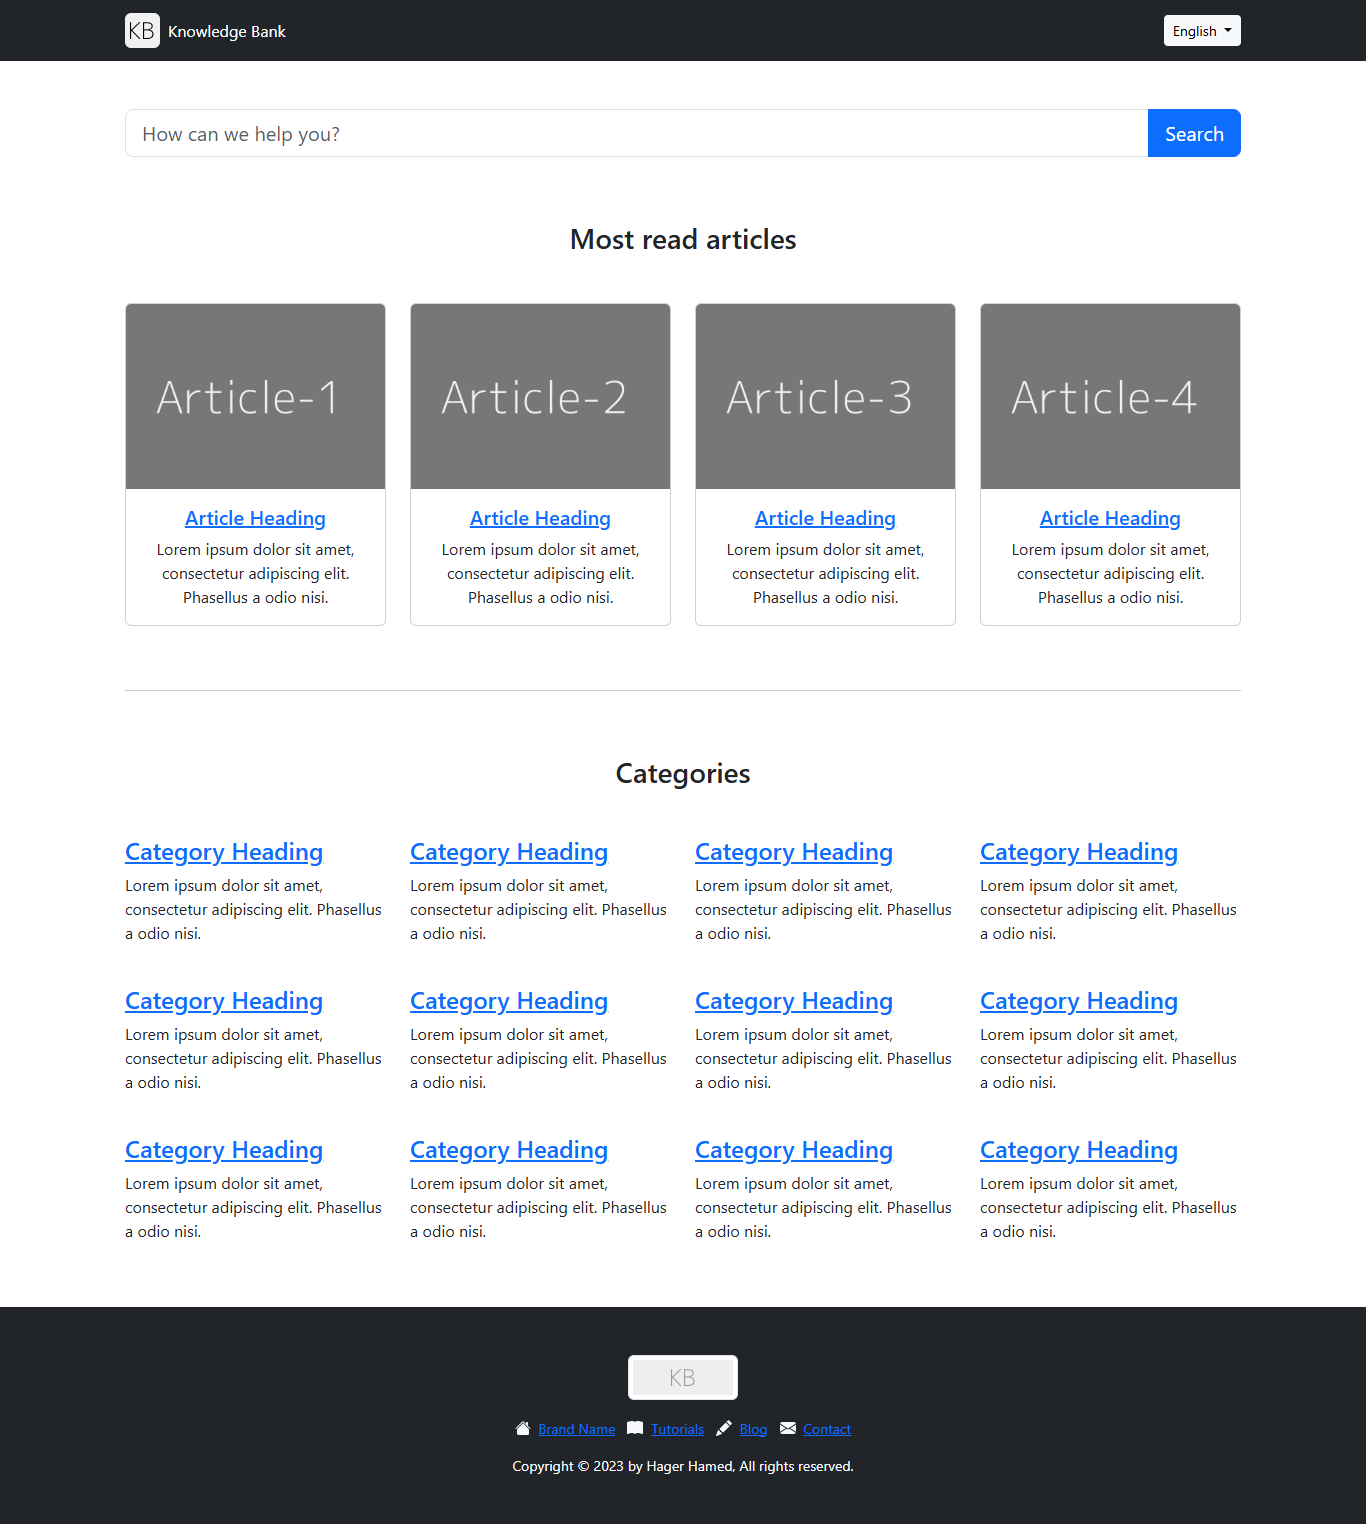 KB Knowledge Bank English
How can we help you? Search
Most read articles
Article-1 Article-2 Article-3 Article-4
Article Heading Article Heading Article Heading Article Heading
Lorem ipsum dolor sit amet, Lorem ipsum dolor sit amet, Lorem ipsum dolor sit amet, Lorem ipsum dolor sit amet,
consectetur adipiscing elit. consectetur adipiscing elit. consectetur adipiscing elit. consectetur adipiscing elit.
Phasellus a odio nisi. Phasellus a odio nisi. Phasellus a odio nisi. Phasellus a odio nisi.
Categories
Category Heading Category Heading Category Heading Category Heading
Lorem ipsum dolor sit amet, Lorem ipsum dolor sit amet, Lorem ipsum dolor sit amet, Lorem ipsum dolor sit amet,
consectetur adipiscing elit. Phasellus consectetur adipiscing elit. Phasellus consectetur adipiscing elit. Phasellus consectetur adipiscing elit. Phasellus
a odio nisi. a odio nisi. a odio nisi. a odio nisi.
Category Heading Category Heading Category Heading Category Heading
Lorem ipsum dolor sit amet, Lorem ipsum dolor sit amet, Lorem ipsum dolor sit amet, Lorem ipsum dolor sit amet,
consectetur adipiscing elit. Phasellus consectetur adipiscing elit. Phasellus consectetur adipiscing elit. Phasellus consectetur adipiscing elit. Phasellus
a odio nisi. a odio nisi. a odio nisi. a odio nisi.
Category Heading Category Heading Category Heading Category Heading
Lorem ipsum dolor sit amet, Lorem ipsum dolor sit amet, Lorem ipsum dolor sit amet, Lorem ipsum dolor sit amet,
consectetur adipiscing elit. Phasellus consectetur adipiscing elit. Phasellus consectetur adipiscing elit. Phasellus consectetur adipiscing elit. Phasellus
a odio nisi. a odio nisi. a odio nisi. a odio nisi.
KB
Brand Name Tutorials Blog Contact
Copyright © 2023 by Hager Hamed, All rights reserved.